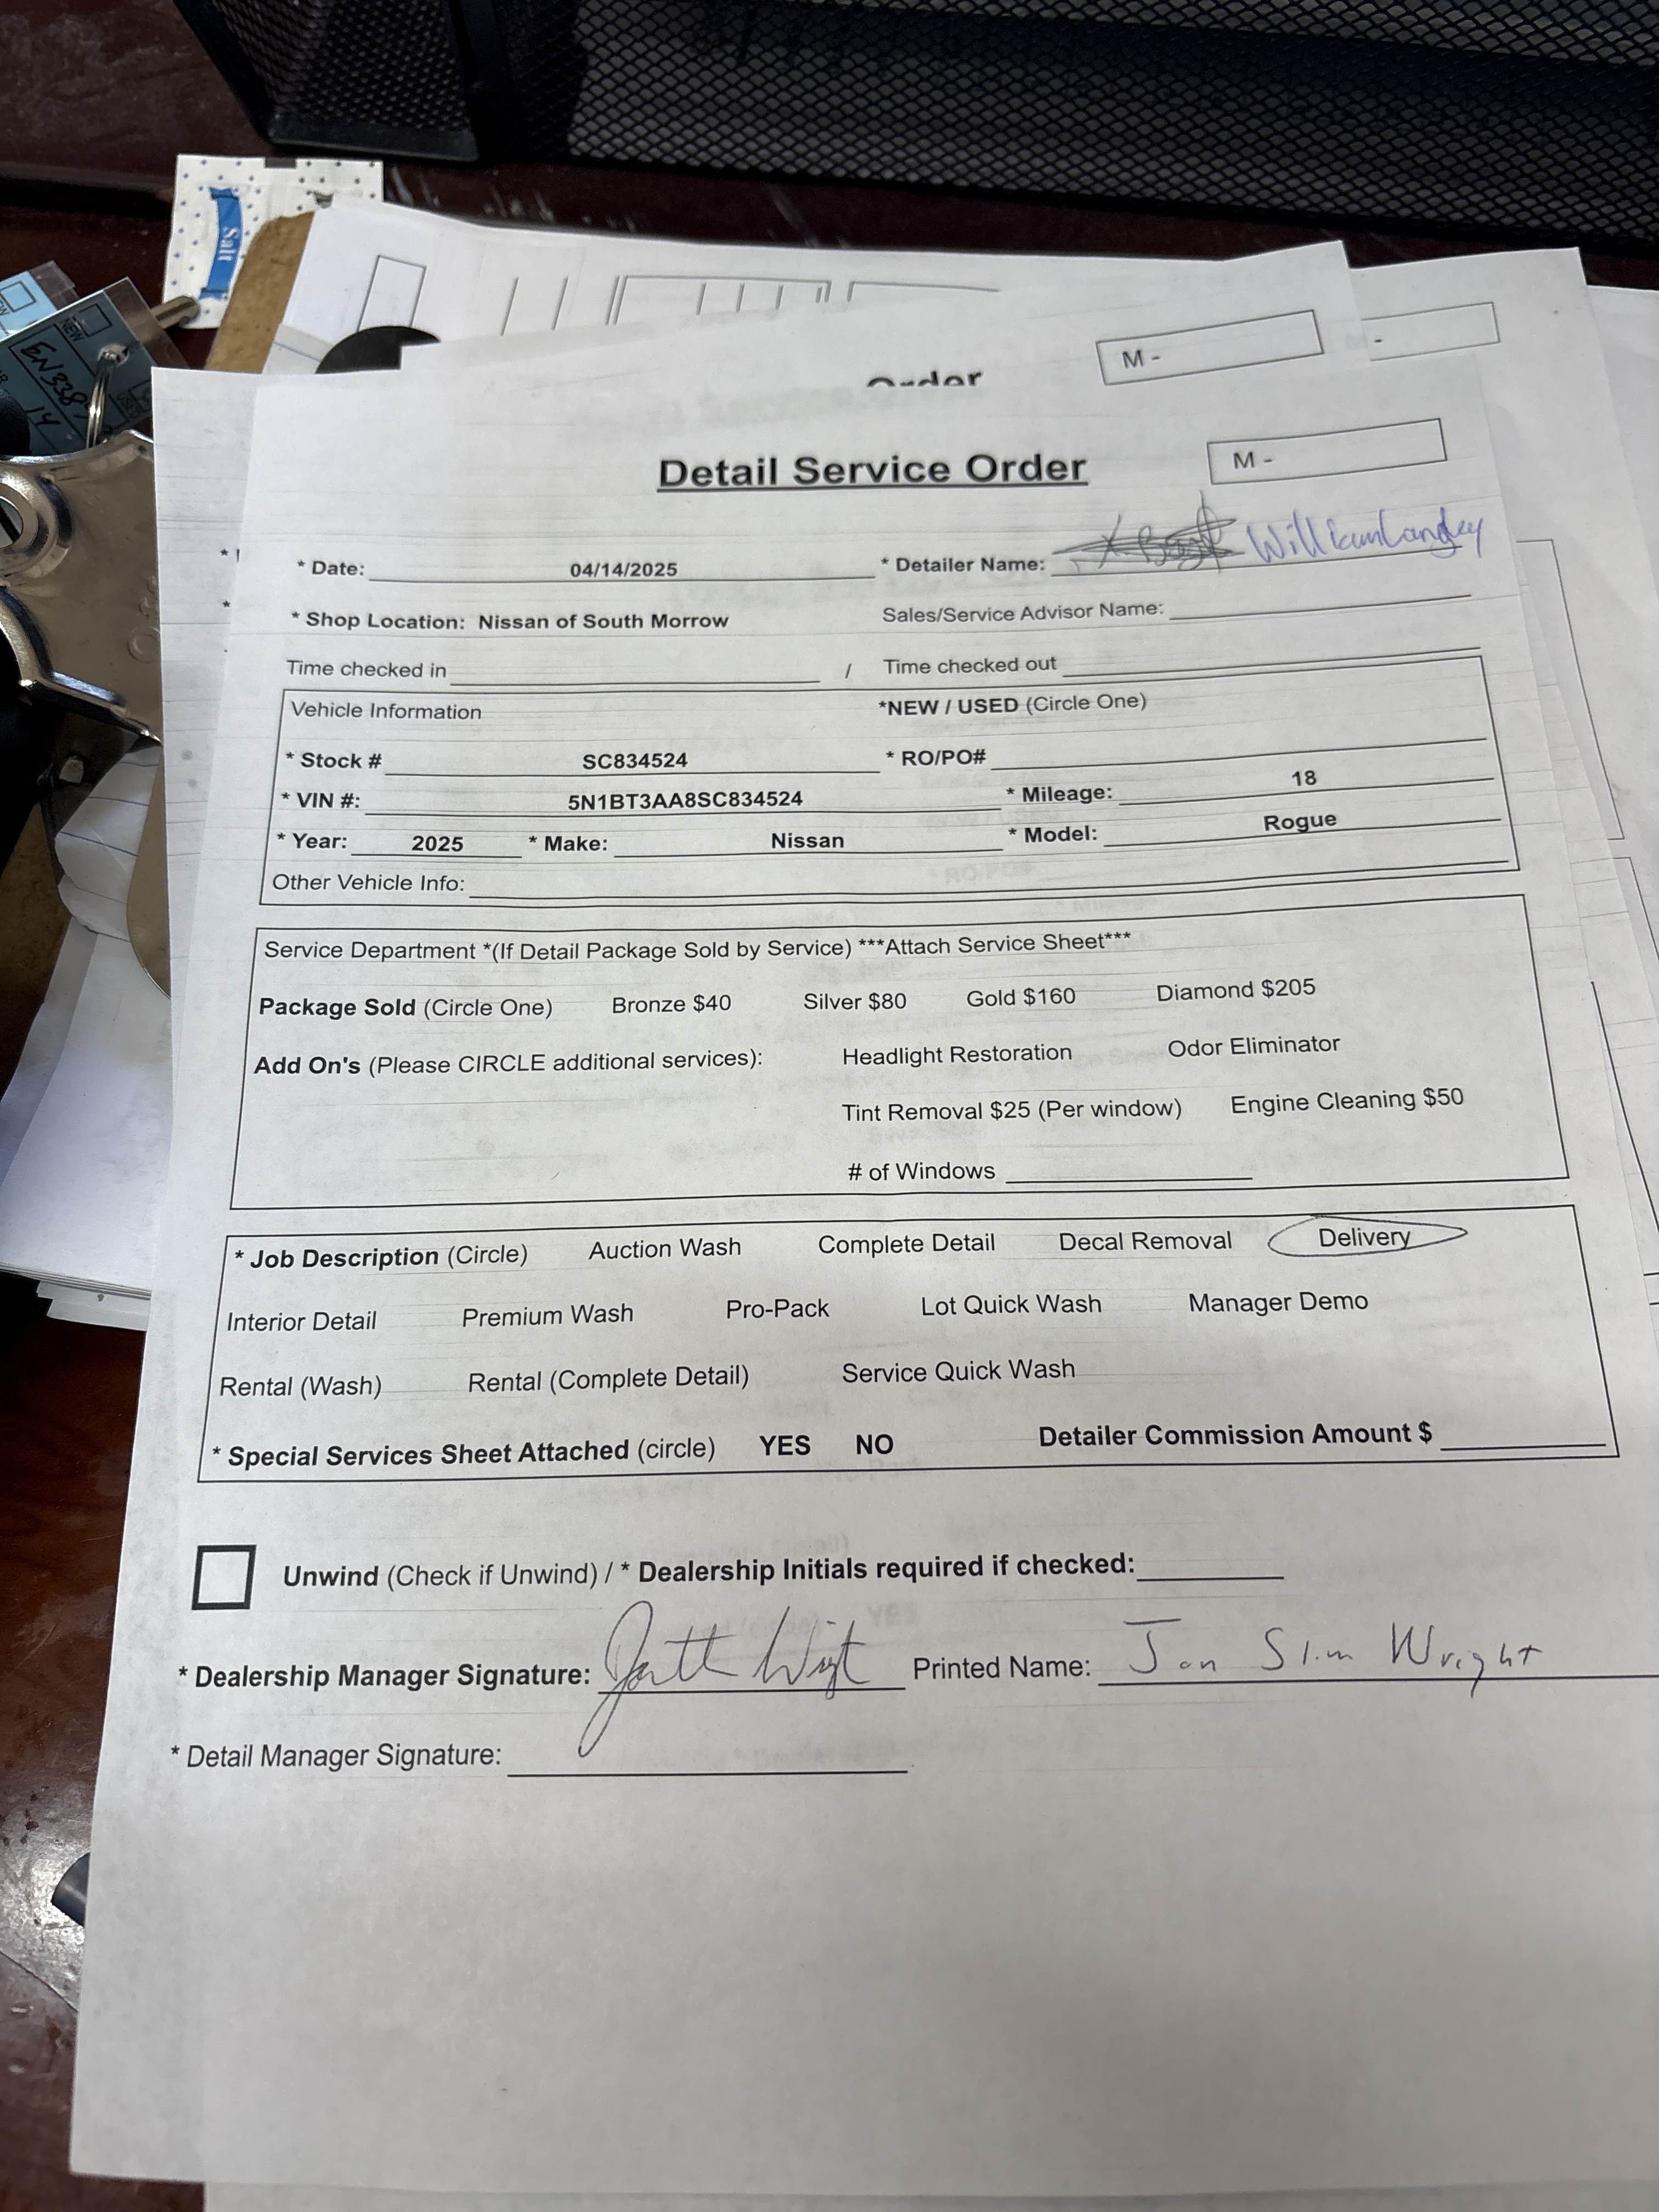 Salt
NEW
EN338
14
M -
-
Order
Detail Service Order
M -
* Date: 04/14/2025 * Detailer Name: William Langley
* Shop Location: Nissan of South Morrow Sales/Service Advisor Name:
Time checked in / Time checked out
Vehicle Information *NEW / USED (Circle One)
* Stock # SC834524 * RO/PO#
* VIN #: 5N1BT3AA8SC834524 * Mileage: 18
* Year: 2025 * Make: Nissan * Model: Rogue
Other Vehicle Info:
Service Department *(If Detail Package Sold by Service) ***Attach Service Sheet***
Package Sold (Circle One) Bronze $40 Silver $80 Gold $160 Diamond $205
Add On's (Please CIRCLE additional services): Headlight Restoration Odor Eliminator
Tint Removal $25 (Per window) Engine Cleaning $50
# of Windows
* Job Description (Circle) Auction Wash Complete Detail Decal Removal Delivery
Interior Detail Premium Wash Pro-Pack Lot Quick Wash Manager Demo
Rental (Wash) Rental (Complete Detail) Service Quick Wash
* Special Services Sheet Attached (circle) YES NO Detailer Commission Amount $
Unwind (Check if Unwind) / * Dealership Initials required if checked:
* Dealership Manager Signature: Printed Name: Jon Slim Wright
* Detail Manager Signature: